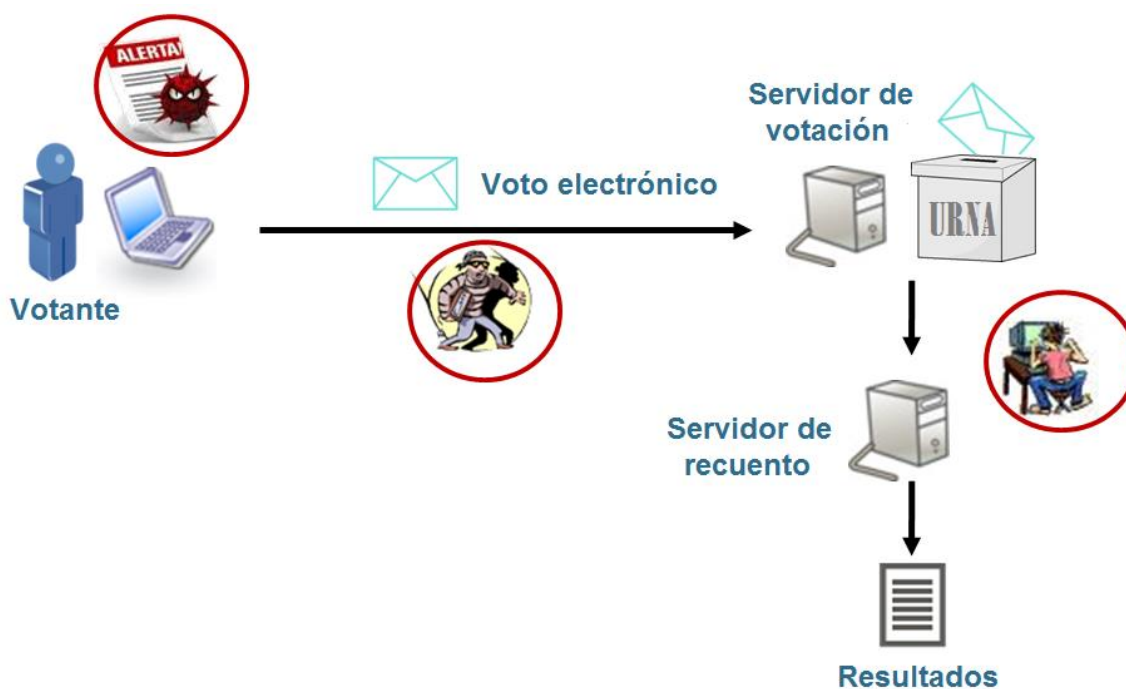 ALERTA!
Servidor de
votación
Voto electrónico
URNA
Votante
Servidor de
recuento
Resultados